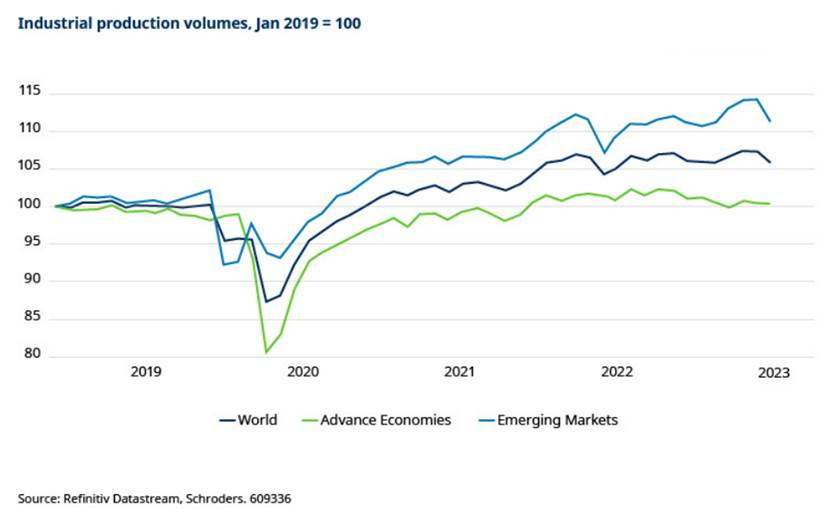 Industrial production volumes, Jan 2019 = 100
115
110
105
100
95
90
85
80
2019 2020 2021 2022 2023
World Advance Economies Emerging Markets
Source: Refinitiv Datastream, Schroders. 609336